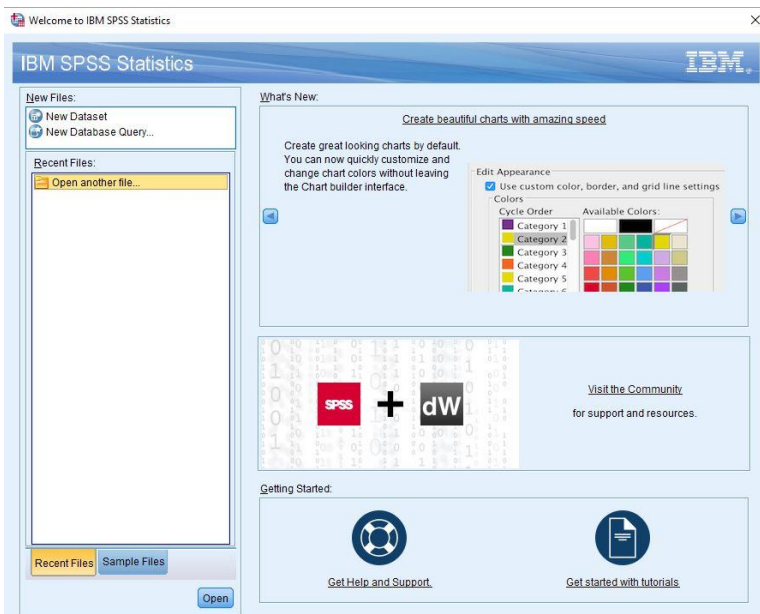 Welcome to IBM SPSS Statistics
IBM SPSS Statistics
IBM
New Files:
New Dataset
New Database Query...
Recent Files:
Open another file...
Recent Files
Sample Files
Open
What's New:
Create beautiful charts with amazing speed
Create great looking charts by default.
You can now quickly customize and
change chart colors without leaving
the Chart builder interface.
Edit Appearance
Use custom color, border, and grid line settings
Colors
Cycle Order
Available Colors:
Category 1
Category 2
Category 3
Category 4
Category 5
SPSS + dW
Visit the Community
for support and resources.
Getting Started:
Get Help and Support.
Get started with tutorials